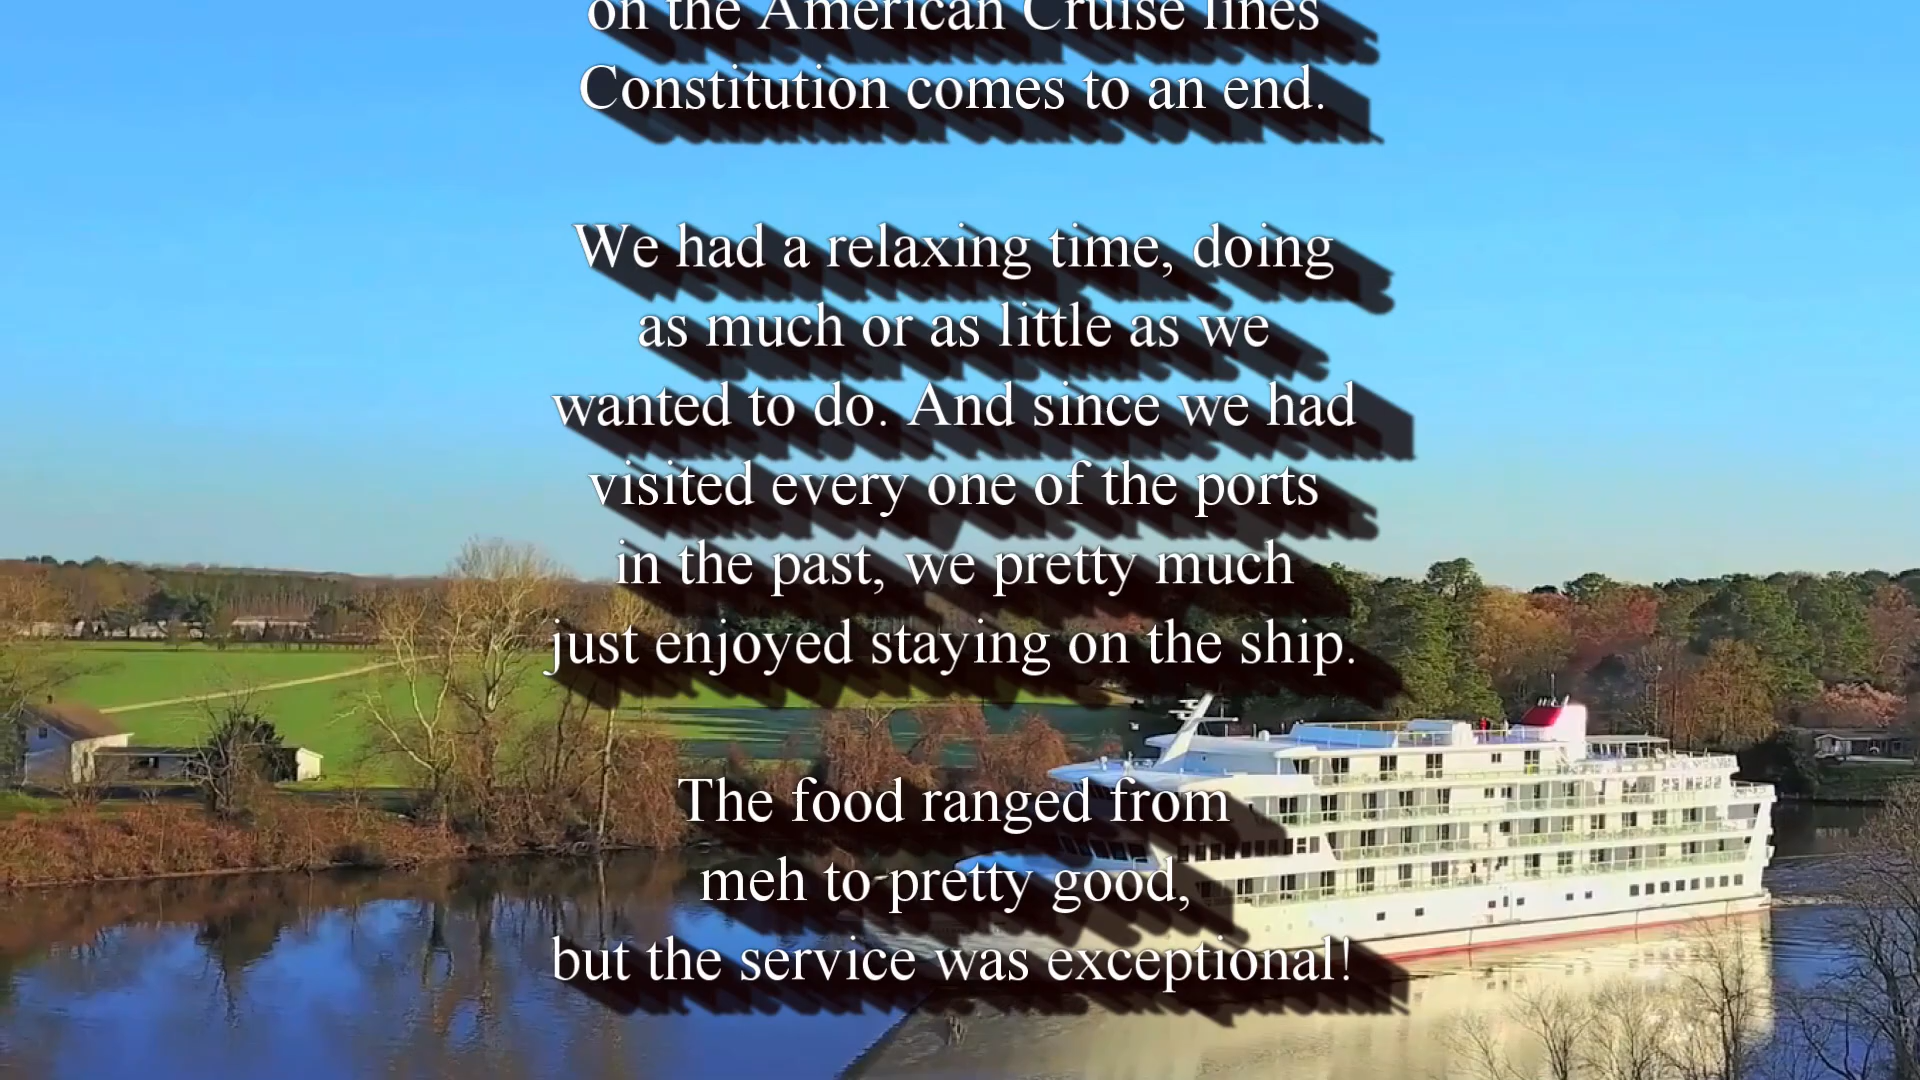 on the American Cruise lines
Constitution comes to an end.
We had a relaxing time, doing
as much or as little as we
wanted to do. And since we had
visited every one of the ports
in the past, we pretty much
just enjoyed staying on the ship.
The food ranged from
meh to pretty good,
but the service was exceptional!